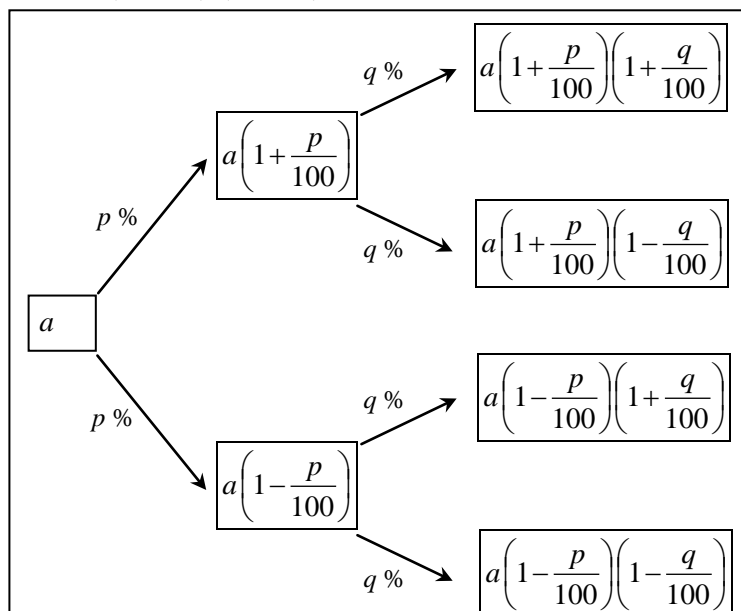 q %
a(1+p/100)(1+q/100)
a(1+p/100)
p %
q %
a(1+p/100)(1-q/100)
a
p %
q %
a(1-p/100)(1+q/100)
a(1-p/100)
q %
a(1-p/100)(1-q/100)